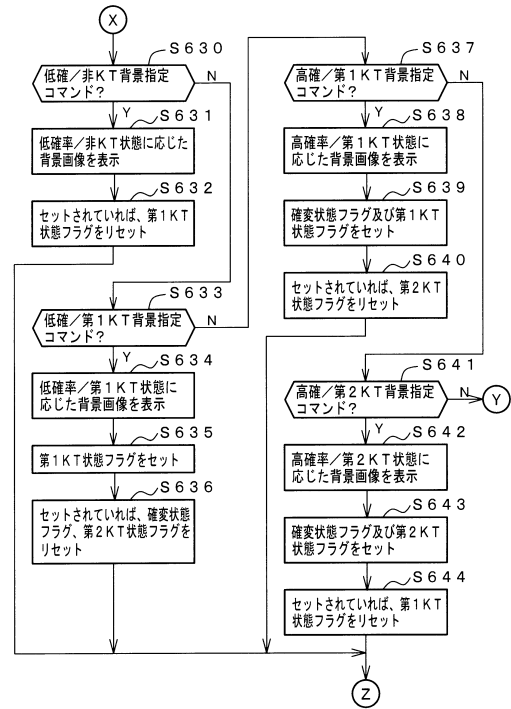 X
S630
低確／非KT背景指定
コマンド？
N
Y
S631
低確率／非KT状態に応じた
背景画像を表示
S632
セットされていれば、第1KT
状態フラグをリセット
S633
低確／第1KT背景指定
コマンド？
N
Y
S634
低確率／第1KT状態に
応じた背景画像を表示
S635
第1KT状態フラグをセット
S636
セットされていれば、確変状態
フラグ、第2KT状態フラグを
リセット
S637
高確／第1KT背景指定
コマンド？
N
Y
S638
高確率／第1KT状態に
応じた背景画像を表示
S639
確変状態フラグ及び第1KT
状態フラグをセット
S640
セットされていれば、第2KT
状態フラグをリセット
S641
高確／第2KT背景指定
コマンド？
N
Y
Y
S642
高確率／第2KT状態に
応じた背景画像を表示
S643
確変状態フラグ及び第2KT
状態フラグをセット
S644
セットされていれば、第1KT
状態フラグをリセット
Z